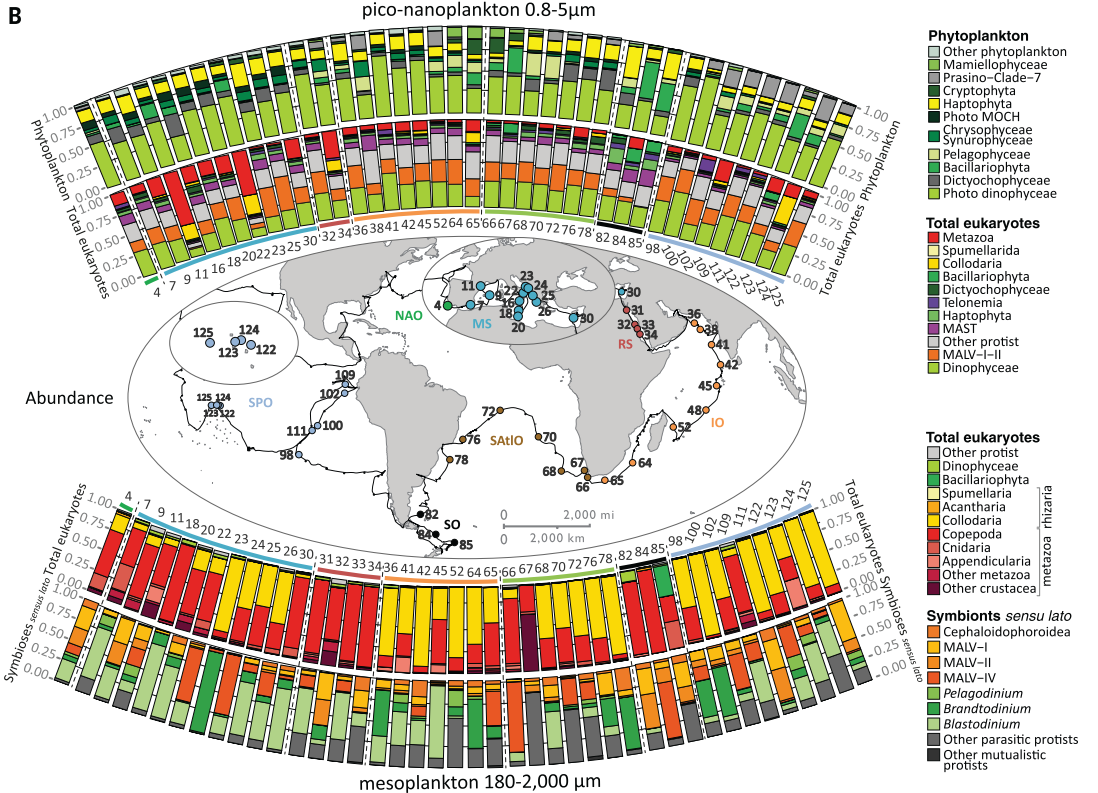 B
pico-nanoplankton 0.8-5µm
1.00
0.75
0.50
0.25
0.00
Phytoplankton
1.00
0.75
0.50
0.25
0.00
Total eukaryotes
1.00
0.75
0.50
0.25
0.00
Phytoplankton
1.00
0.75
0.50
0.25
0.00
Total eukaryotes
4 7 9 11 16 18 20 22 23 25 30 32 34 36 38 41 42 45 52 64 65 66 67 68 70 72 76 78 82 84 85 98 100 102 109 111 122 123 124 125
Phytoplankton
Other phytoplankton
Mamiellophyceae
Prasino-Clade-7
Cryptophyta
Haptophyta
Photo MOCH
Chrysophyceae
Synurophyceae
Pelagophyceae
Bacillariophyta
Dictyochophyceae
Photo dinophyceae
Total eukaryotes
Metazoa
Spumellarida
Collodaria
Bacillariophyta
Dictyochophyceae
Telonemia
Haptophyta
MAST
Other protist
MALV-I-II
Dinophyceae
Abundance
125
124
123
122
125 124
123 122
SPO
109
102
100
111
98
NAO
4
7
11
9
MS
22
16
18
20
23
24
25
26
30
30
31
32
33
34
RS
36
38
41
42
45
48
IO
52
64
65
66
67
68
70
72
SAtlO
76
78
82
SO
84
85
0 2,000 mi
0 2,000 km
4 7 9 11 18 20 22 23 25 26 30 31 32 33 34 36 41 42 45 52 64 65 66 67 68 70 72 76 78 82 84 85 98 100 102 109 111 122 123 124 125
1.00
0.75
0.50
0.25
0.00
Total eukaryotes
1.00
0.75
0.50
0.25
0.00
Symbioses sensus lato
1.00
0.75
0.50
0.25
0.00
Total eukaryotes
1.00
0.75
0.50
0.25
0.00
Symbioses sensus lato
mesoplankton 180-2,000 µm
Total eukaryotes
Other protist
Dinophyceae
Bacillariophyta
Spumellaria
Acantharia
Collodaria
Copepoda
Cnidaria
Appendicularia
Other metazoa
Other crustacea
rhizaria
metazoa
Symbionts sensu lato
Cephaloidophoroidea
MALV-I
MALV-II
MALV-IV
Pelagodinium
Brandtodinium
Blastodinium
Other parasitic protists
Other mutualistic
protists